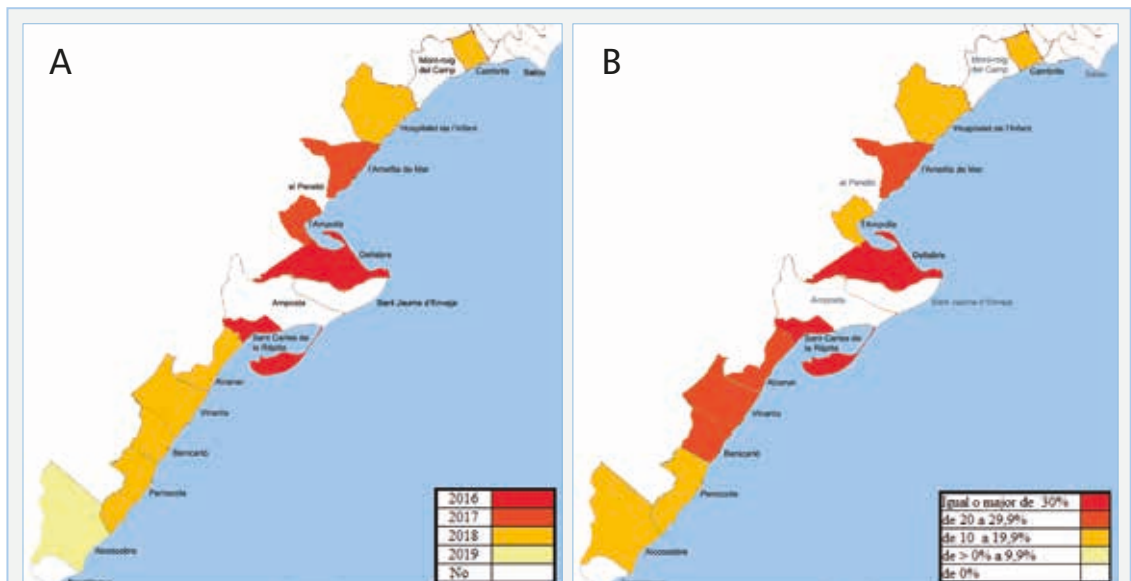 A
Mont-roig
del Camp
Cambrils
Salou
l'Hospitalet de l'Infant
l'Ametlla de Mar
el Perelló
l'Ampolla
Deltebre
Amposta
Sant Jaume d'Enveja
Sant Carles de
la Ràpita
Alcanar
Vinaròs
Benicarló
Peníscola
Alcossebre
2016
2017
2018
2019
No
B
Mont-roig
del Camp
Cambrils
Salou
l'Hospitalet de l'Infant
l'Ametlla de Mar
el Perelló
l'Ampolla
Deltebre
Amposta
Sant Jaume d'Enveja
Sant Carles de
la Ràpita
Alcanar
Vinaròs
Benicarló
Peníscola
Alcossebre
Igual o major de 30%
de 20 a 29,9%
de 10 a 19,9%
de > 0% a 9,9%
de 0%